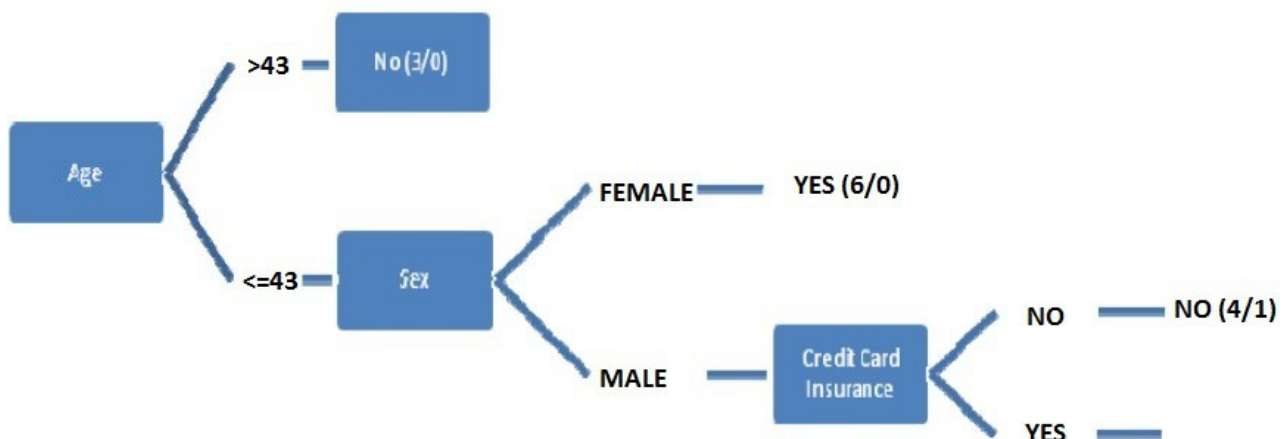 >43
No (3/0)
Age
FEMALE
YES (6/0)
<=43
Sex
NO
NO (4/1)
MALE
Credit Card
Insurance
YES